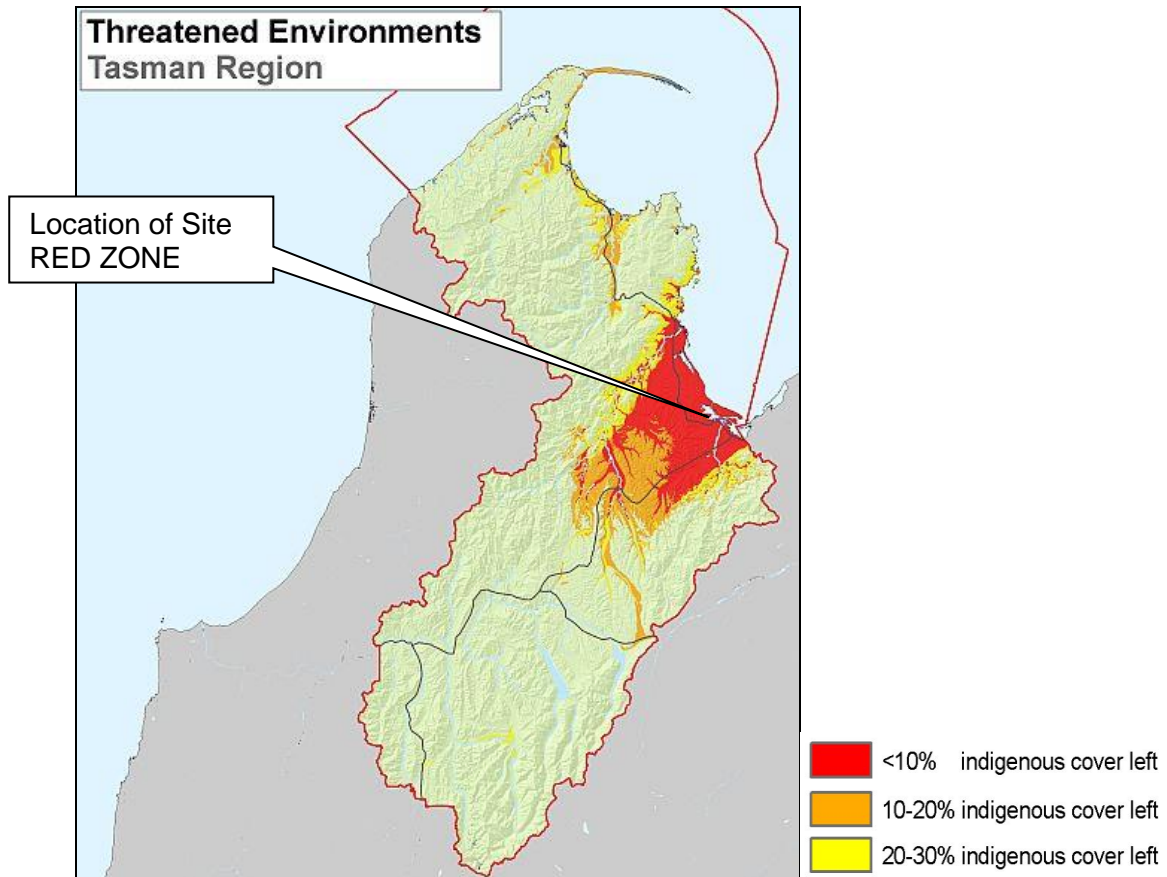 Threatened Environments
Tasman Region
Location of Site
RED ZONE
<10% indigenous cover left
10-20% indigenous cover left
20-30% indigenous cover left